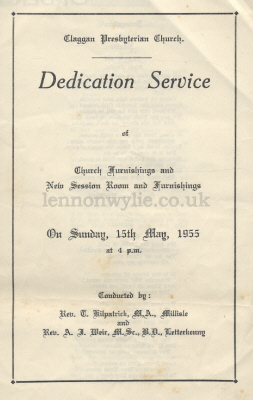 Claggan Presbyterian Church.
Dedication Service
of
Church Furnishings and
New Session Room and Furnishings
lennonwylie.co.uk
On Sunday, 15th May, 1955
at 4 p.m.
Conducted by:
Rev. T. Kilpatrick, M.A., Millisle
and
Rev. A. J. Weir, M.Sc., B.D., Letterkenny